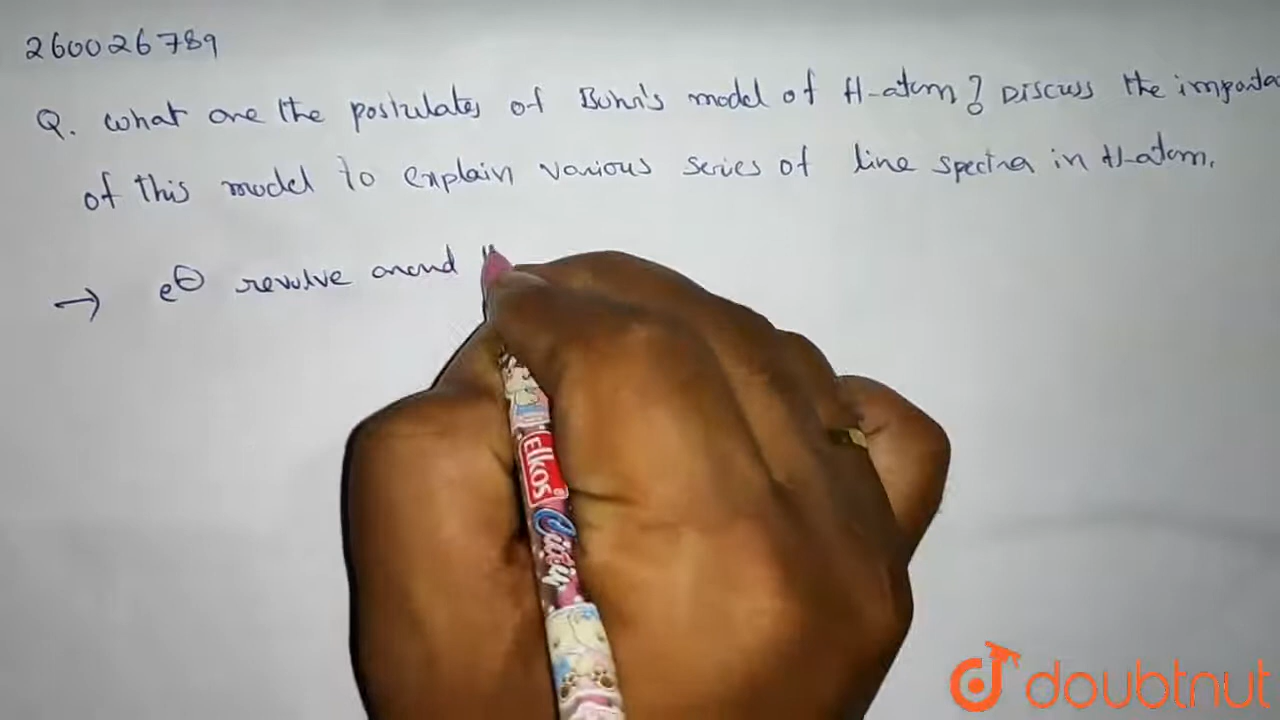 260026789
Q. What are the postulates of Bohr's model of H-atom? Discuss the importa
of this model to explain various series of line spectra in H-atom.
→ e⊖ revolve around
Elkos
doubtnut